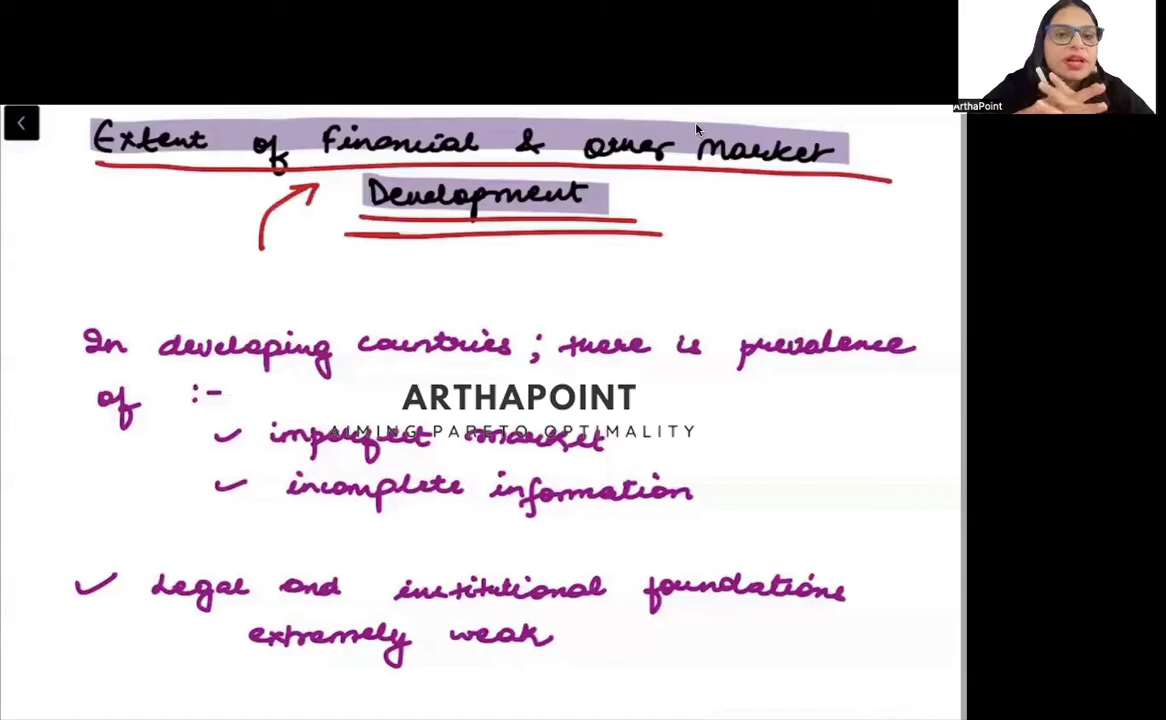 ArthaPoint
Extent of Financial & other Market
Development
In developing countries ; there is prevalence
of :-
ARTHAPOINT
AIMING PARETO OPTIMALITY
✓ imperfect market
✓ incomplete information
✓ Legal and institutional foundations
extremely weak